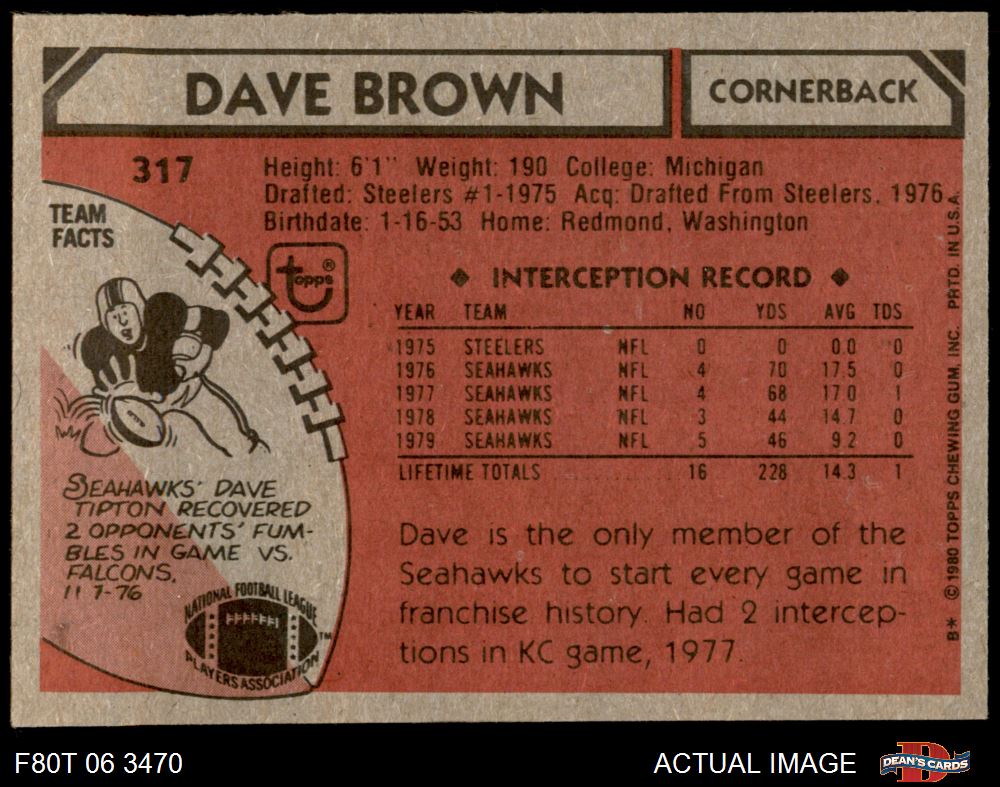 DAVE BROWN
CORNERBACK
317
Height: 6'1" Weight: 190 College: Michigan
Drafted: Steelers #1-1975 Acq: Drafted From Steelers, 1976
Birthdate: 1-16-53 Home: Redmond, Washington
TEAM
FACTS
topps®
◆ INTERCEPTION RECORD ◆
YEAR TEAM NO YDS AVG TDS
1975 STEELERS NFL 0 0 0.0 0
1976 SEAHAWKS NFL 4 70 17.5 0
1977 SEAHAWKS NFL 4 68 17.0 1
1978 SEAHAWKS NFL 3 44 14.7 0
1979 SEAHAWKS NFL 5 46 9.2 0
LIFETIME TOTALS 16 228 14.3 1
SEAHAWKS' DAVE
TIPTON RECOVERED
2 OPPONENTS' FUM-
BLES IN GAME VS.
FALCONS,
11-7-76
NATIONAL FOOTBALL LEAGUE
PLAYERS ASSOCIATION
TM
Dave is the only member of the
Seahawks to start every game in
franchise history. Had 2 intercep-
tions in KC game, 1977.
B* © 1980 TOPPS CHEWING GUM, INC. PRTD. IN U.S.A.
F80T 06 3470
ACTUAL IMAGE
DEAN'S CARDS